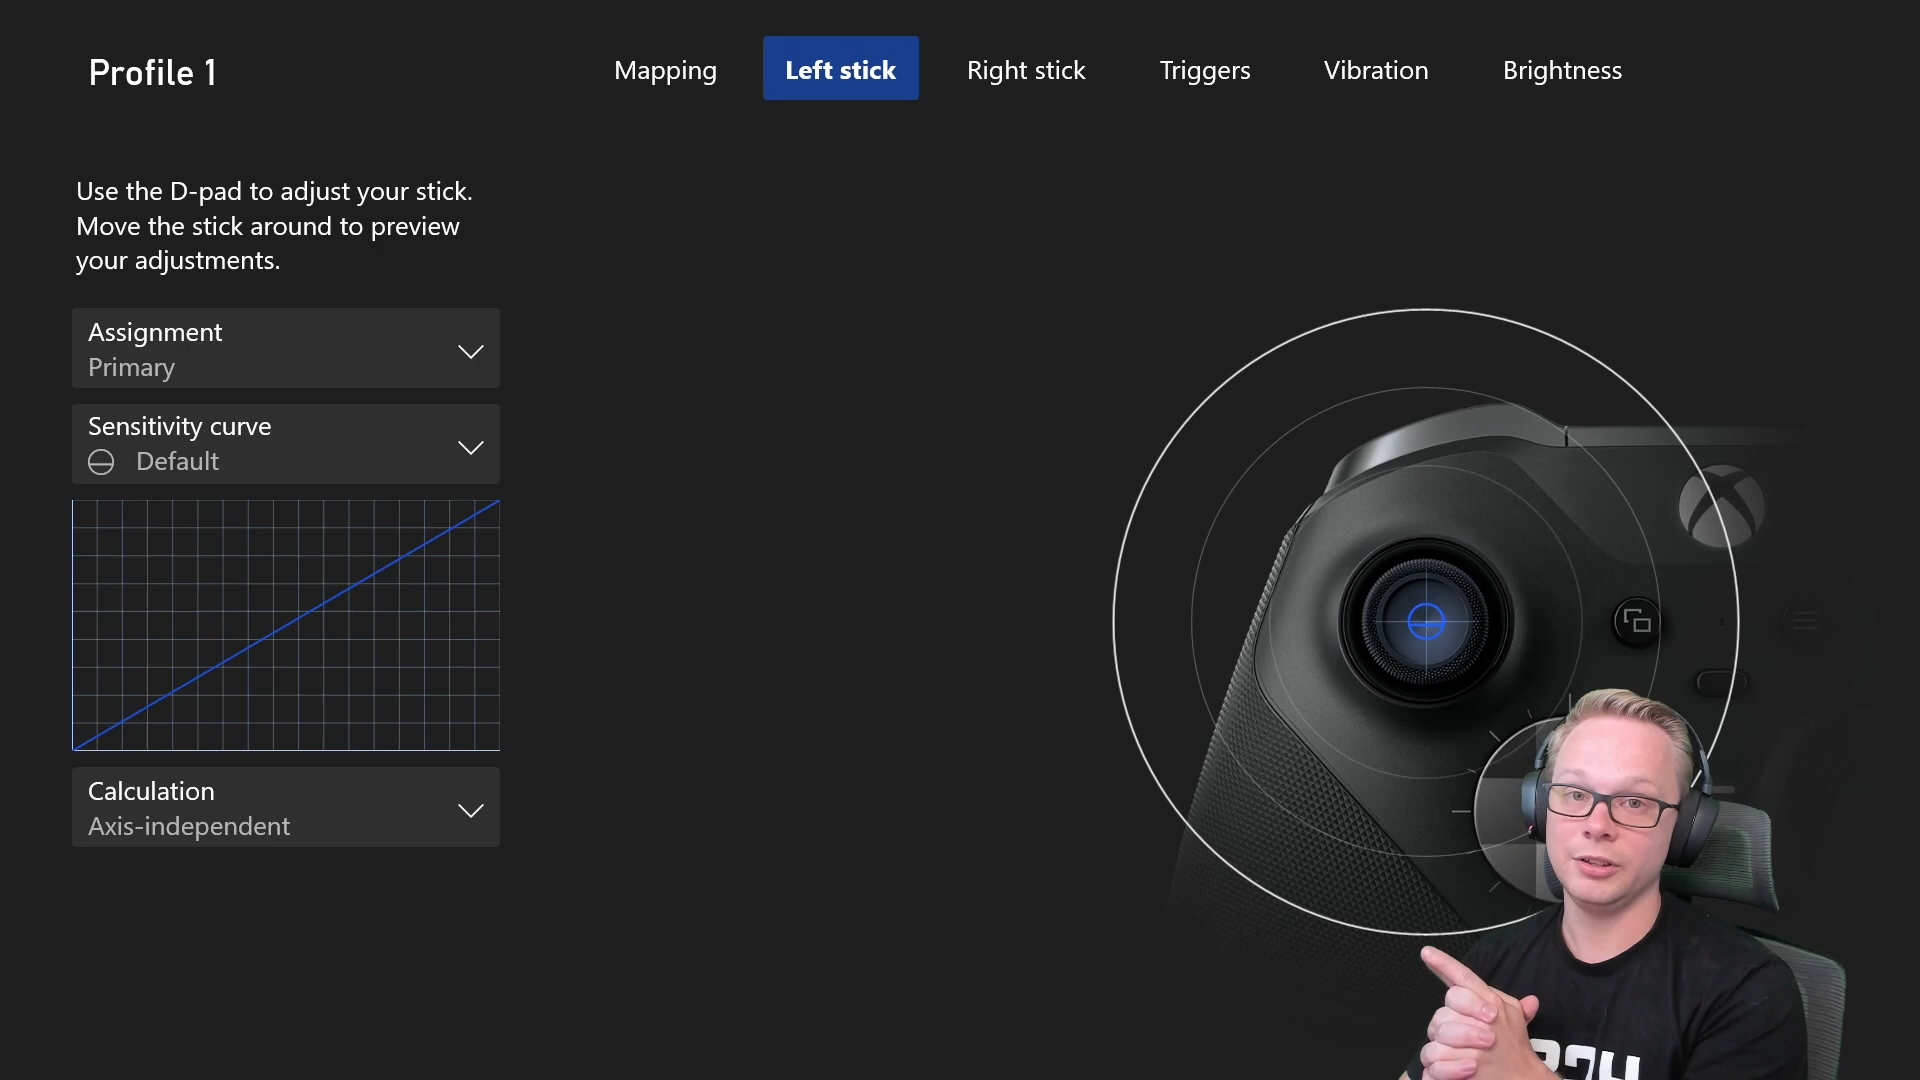 Profile 1
Mapping
Left stick
Right stick
Triggers
Vibration
Brightness
Use the D-pad to adjust your stick.
Move the stick around to preview
your adjustments.
Assignment
Primary
Sensitivity curve
Default
Calculation
Axis-independent